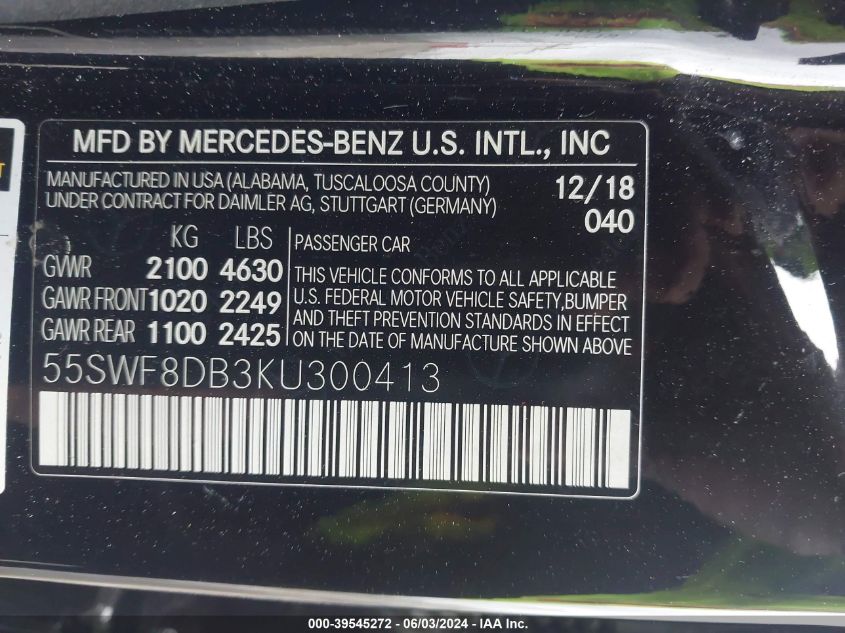 MFD BY MERCEDES-BENZ U.S. INTL., INC
MANUFACTURED IN USA (ALABAMA, TUSCALOOSA COUNTY)
UNDER CONTRACT FOR DAIMLER AG, STUTTGART (GERMANY)
12/18
040
KG LBS
GVWR 2100 4630
GAWR FRONT 1020 2249
GAWR REAR 1100 2425
PASSENGER CAR
THIS VEHICLE CONFORMS TO ALL APPLICABLE
U.S. FEDERAL MOTOR VEHICLE SAFETY,BUMPER
AND THEFT PREVENTION STANDARDS IN EFFECT
ON THE DATE OF MANUFACTURE SHOWN ABOVE.
55SWF8DB3KU300413
000-39545272 - 06/03/2024 - IAAI.COM